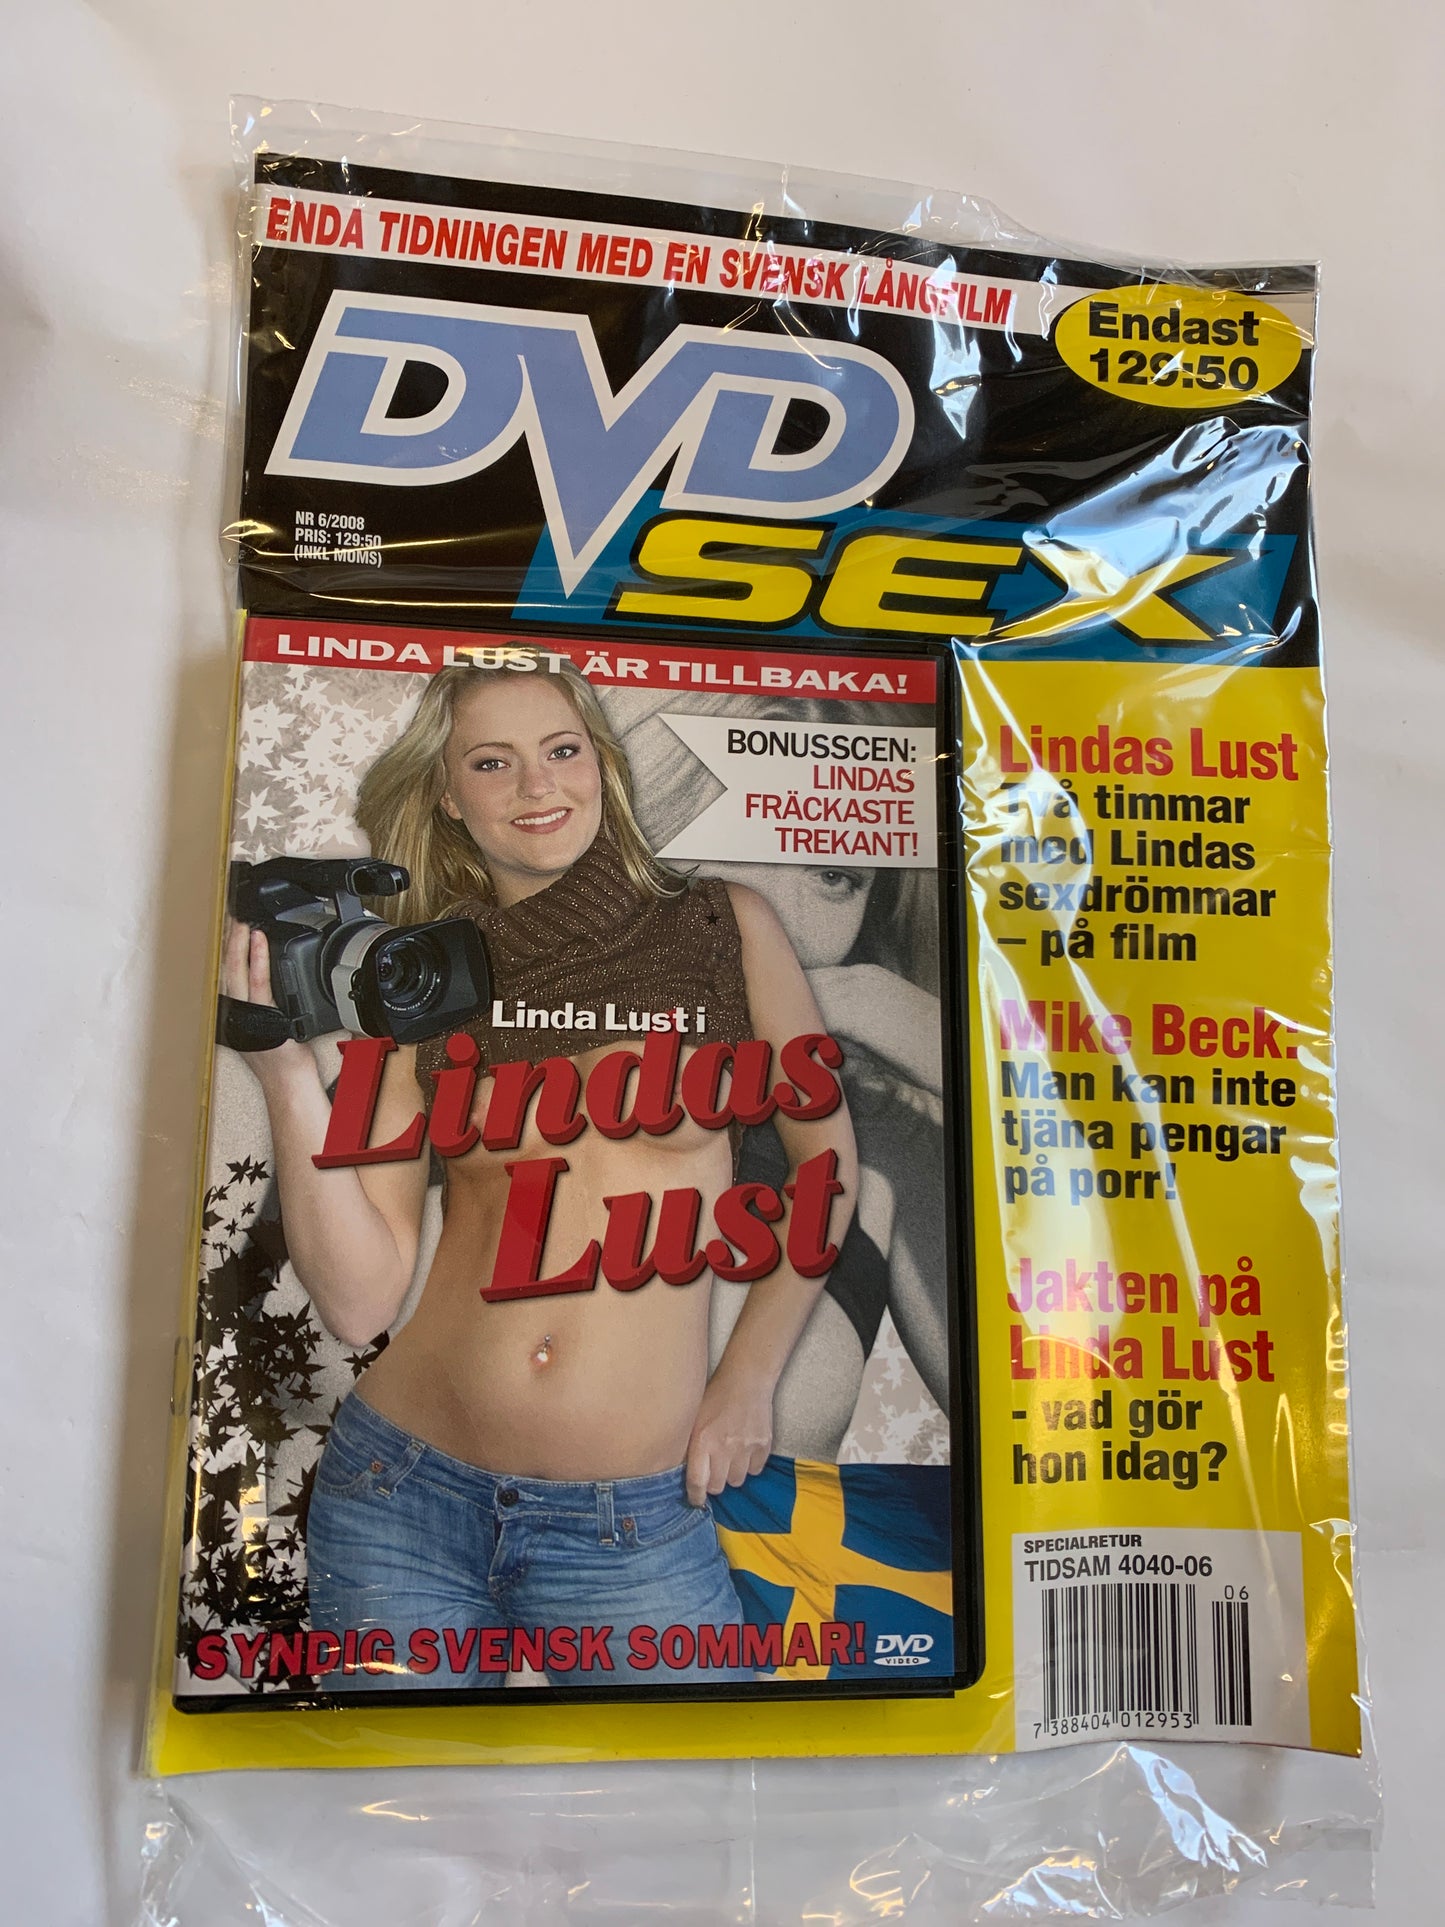 ENDA TIDNINGEN MED EN SVENSK LÅNGFILM
Endast
129:50
DVD
SEX
NR 6/2008
PRIS: 129:50
(INKL MOMS)
LINDA LUST ÄR TILLBAKA!
BONUSSCEN:
LINDAS
FRÄCKASTE
TREKANT!
Linda Lust i
Lindas
Lust
SYNDIG SVENSK SOMMAR!
DVD
VIDEO
Lindas Lust
Två timmar
med Lindas
sexdrömmar
– på film
Mike Beck:
Man kan inte
tjäna pengar
på porr!
Jakten på
Linda Lust
- vad gör
hon idag?
SPECIALRETUR
TIDSAM 4040-06
06
7 388404 012953